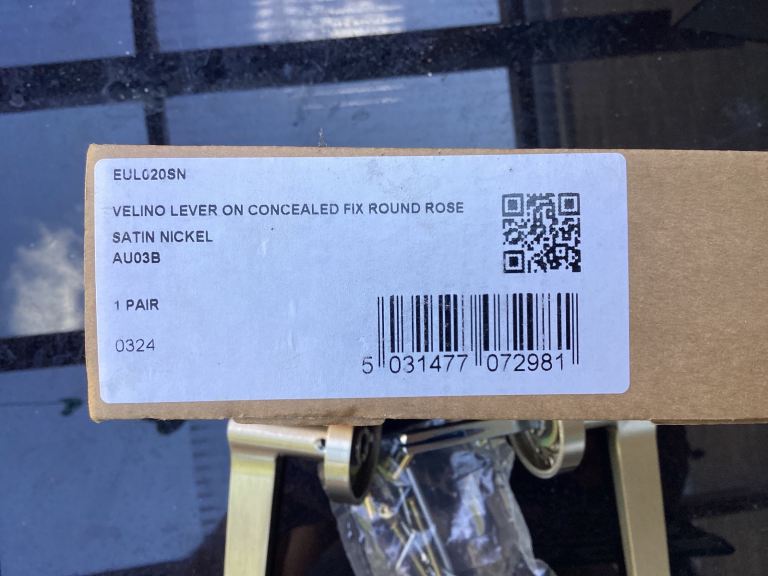 EUL020SN
VELINO LEVER ON CONCEALED FIX ROUND ROSE
SATIN NICKEL
AU03B
1 PAIR
0324
5 031477 072981